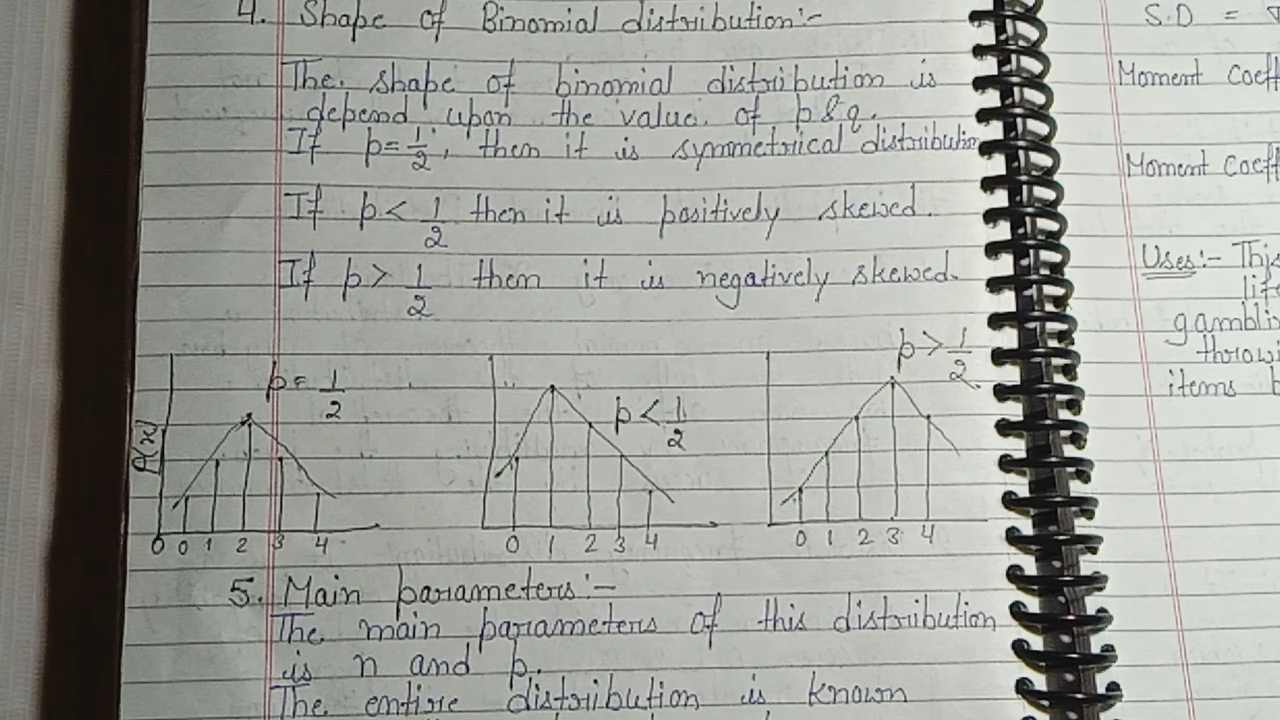 4. Shape of Binomial distribution:-
The shape of binomial distribution is
depend upon the value of p & q.
If p = 1/2, then it is symmetrical distribution
If p < 1/2 then it is positively skewed.
If p > 1/2 then it is negatively skewed.
p = 1/2
p < 1/2
p > 1/2
P(x)
0 0 1 2 3 4
0 1 2 3 4
0 1 2 3 4
5. Main parameters:-
The main parameters of this distribution
is n and p.
The entire distribution is known
S.D =
Moment Coeff
Moment Coeff
Uses:- This
gambli
items